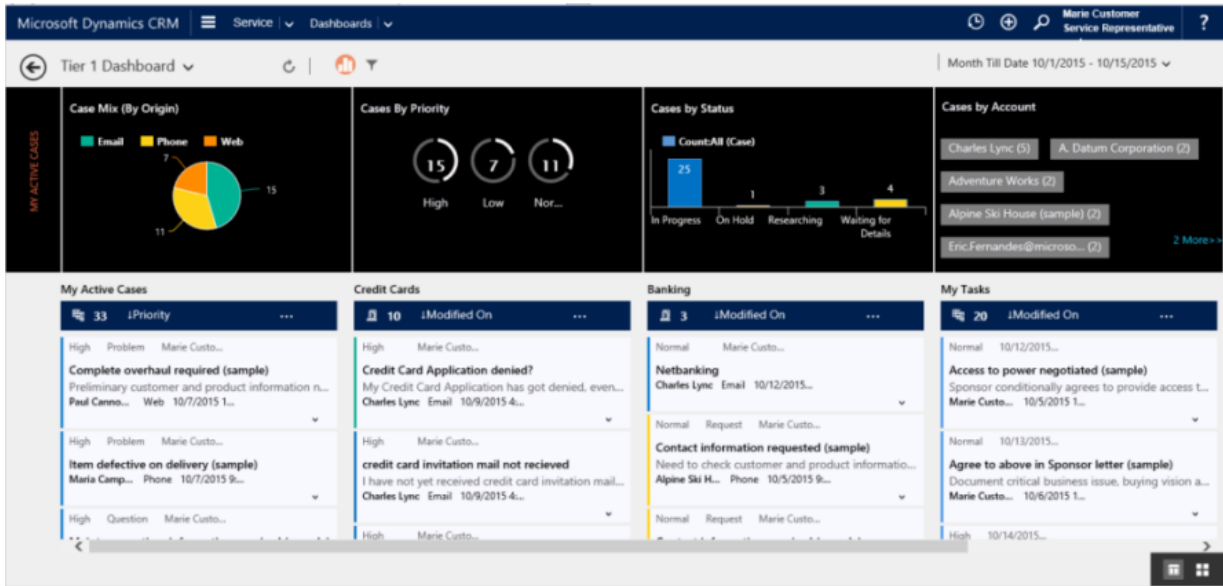 Microsoft Dynamics CRM Service Dashboards
Marie Customer
Service Representative
?
Tier 1 Dashboard
Month Till Date 10/1/2015 - 10/15/2015
MY ACTIVE CASES
Case Mix (By Origin)
Email Phone Web
7
15
11
Cases By Priority
15 7 11
High Low Nor...
Cases by Status
Count:All (Case)
25
1
3
4
In Progress On Hold Researching Waiting for
Details
Cases by Account
Charles Lync (5) A. Datum Corporation (2)
Adventure Works (2)
Alpine Ski House (sample) (2)
Eric.Fernandes@microso... (2)
2 More>>
My Active Cases
33 ↓Priority ...
High Problem Marie Custo...
Complete overhaul required (sample)
Preliminary customer and product information n...
Paul Canno... Web 10/7/2015 1...
High Problem Marie Custo...
Item defective on delivery (sample)
Maria Camp... Phone 10/7/2015 9:...
High Question Marie Custo...
Credit Cards
10 ↓Modified On ...
High Marie Custo...
Credit Card Application denied?
My Credit Card Application has got denied, even...
Charles Lync Email 10/9/2015 4:...
High Marie Custo...
credit card invitation mail not recieved
I have not yet received credit card invitation mail...
Charles Lync Email 10/9/2015 4:...
High Marie Custo...
Banking
3 ↓Modified On ...
Normal Marie Custo...
Netbanking
Charles Lync Email 10/12/2015...
Normal Request Marie Custo...
Contact information requested (sample)
Need to check customer and product informatio...
Alpine Ski H... Phone 10/5/2015 9:...
Normal Request Marie Custo...
My Tasks
20 ↓Modified On ...
Normal 10/12/2015...
Access to power negotiated (sample)
Sponsor conditionally agrees to provide access t...
Marie Custo... 10/5/2015 1...
Normal 10/13/2015...
Agree to above in Sponsor letter (sample)
Document critical business issue, buying vision a...
Marie Custo... 10/6/2015 1...
High 10/14/2015...